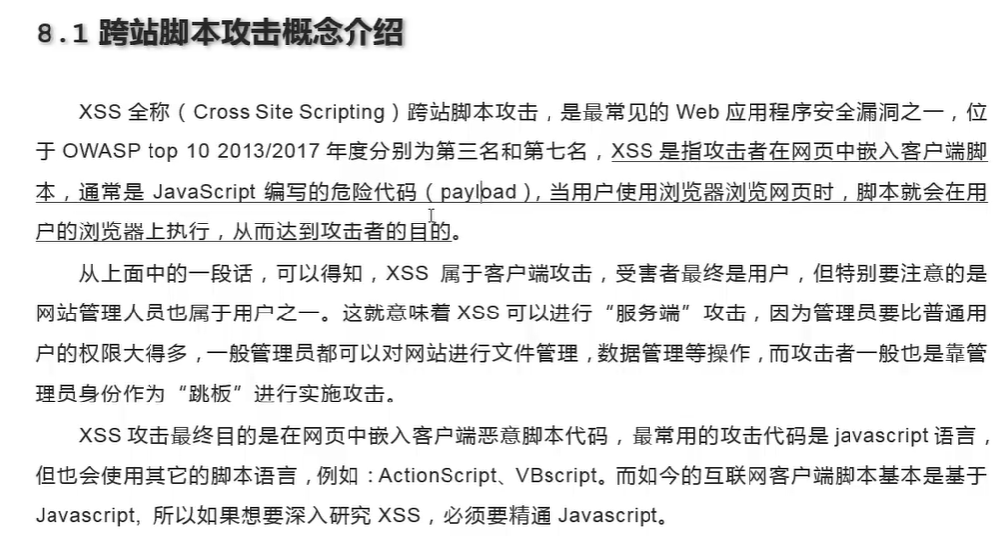 8.1 跨站脚本攻击概念介绍
XSS 全称（Cross Site Scripting）跨站脚本攻击，是最常见的 Web 应用程序安全漏洞之一，位
于 OWASP top 10 2013/2017 年度分别为第三名和第七名，XSS 是指攻击者在网页中嵌入客户端脚
本，通常是 JavaScript 编写的危险代码（payload），当用户使用浏览器浏览网页时，脚本就会在用
户的浏览器上执行，从而达到攻击者的目的。
从上面中的一段话，可以得知，XSS 属于客户端攻击，受害者最终是用户，但特别要注意的是
网站管理人员也属于用户之一。这就意味着 XSS 可以进行“服务端”攻击，因为管理员要比普通用
户的权限大得多，一般管理员都可以对网站进行文件管理，数据管理等操作，而攻击者一般也是靠管
理员身份作为“跳板”进行实施攻击。
XSS 攻击最终目的是在网页中嵌入客户端恶意脚本代码，最常用的攻击代码是 javascript 语言，
但也会使用其它的脚本语言，例如：ActionScript、VBscript。而如今的互联网客户端脚本基本是基于
Javascript, 所以如果想要深入研究 XSS，必须要精通 Javascript。